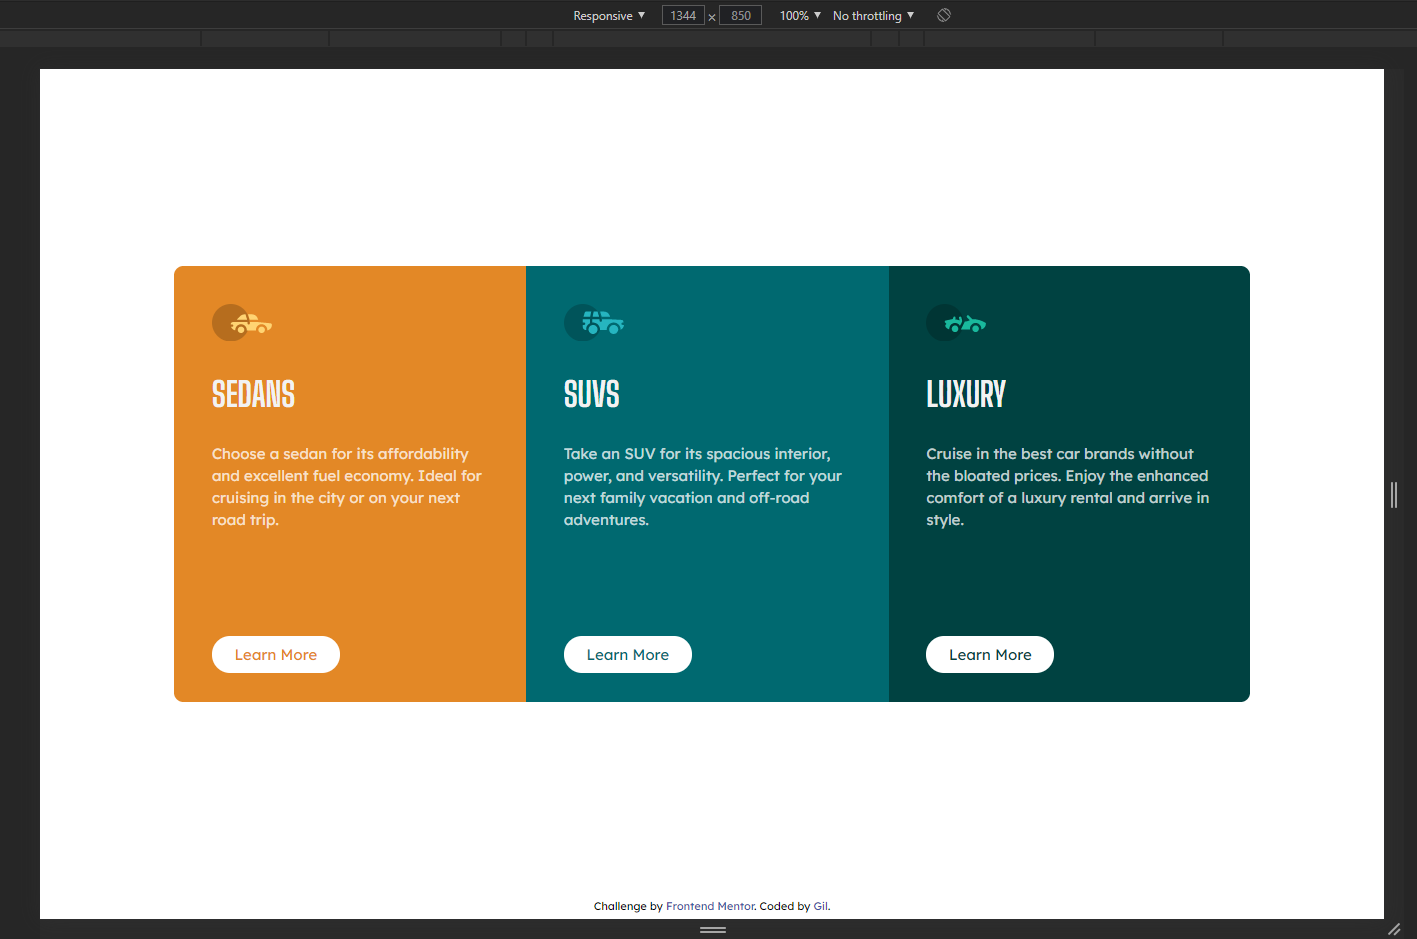 Responsive ▼ 1344 × 850 100% ▼ No throttling ▼
SEDANS
Choose a sedan for its affordability
and excellent fuel economy. Ideal for
cruising in the city or on your next
road trip.
Learn More
SUVS
Take an SUV for its spacious interior,
power, and versatility. Perfect for your
next family vacation and off-road
adventures.
Learn More
LUXURY
Cruise in the best car brands without
the bloated prices. Enjoy the enhanced
comfort of a luxury rental and arrive in
style.
Learn More
Challenge by Frontend Mentor. Coded by Gil.